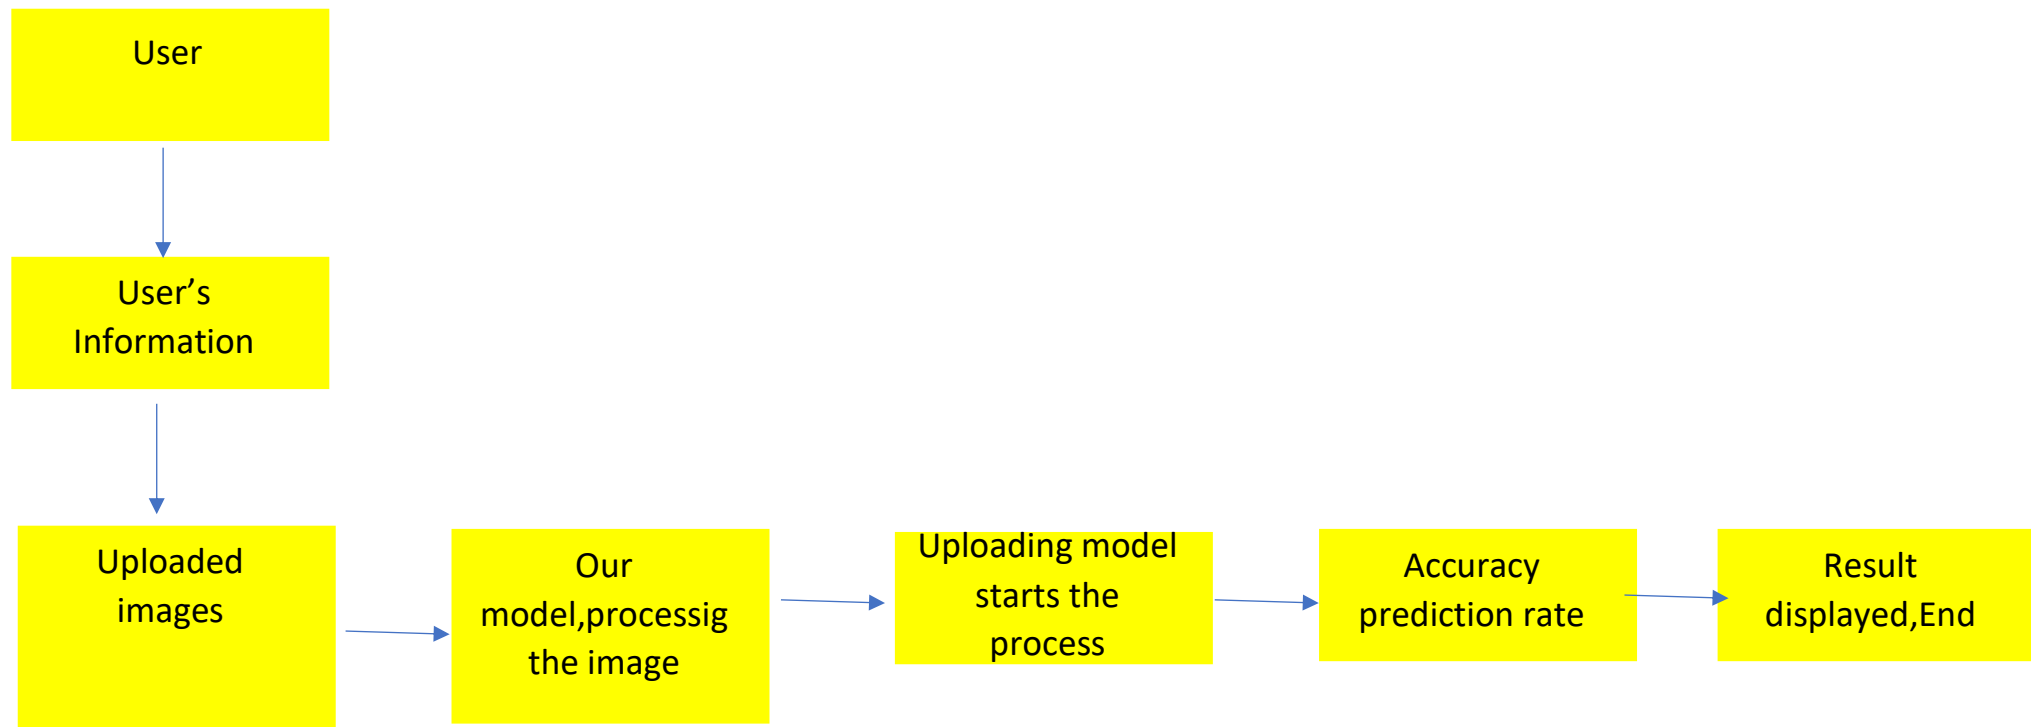 User
User’s
Information
Uploaded
images
Our
model,processig
the image
Uploading model
starts the
process
Accuracy
prediction rate
Result
displayed,End